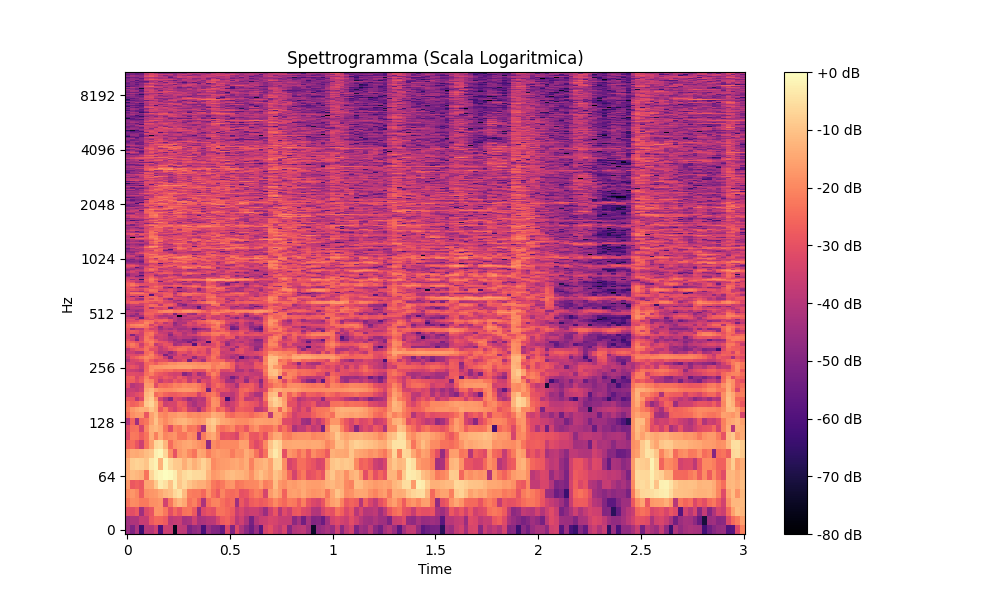 Spettrogramma (Scala Logaritmica)
Hz
8192
4096
2048
1024
512
256
128
64
0
0 0.5 1 1.5 2 2.5 3
Time
+0 dB
-10 dB
-20 dB
-30 dB
-40 dB
-50 dB
-60 dB
-70 dB
-80 dB